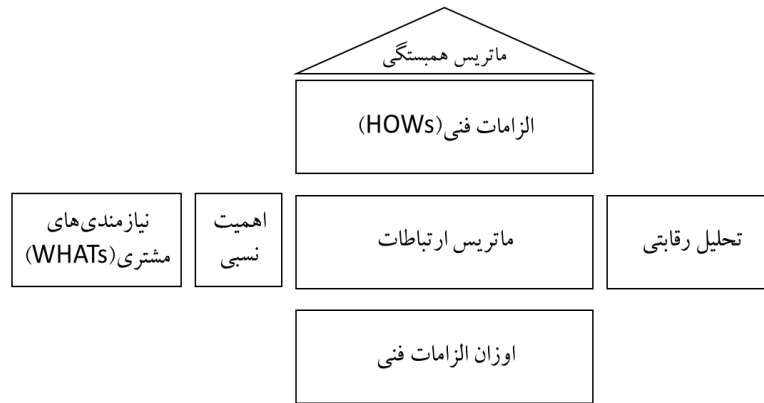 ماتریس همبستگی
الزامات فنی(HOWs)
نیازمندی‌های
مشتری(WHATs)
اهمیت
نسبی
ماتریس ارتباطات
تحلیل رقابتی
اوزان الزامات فنی